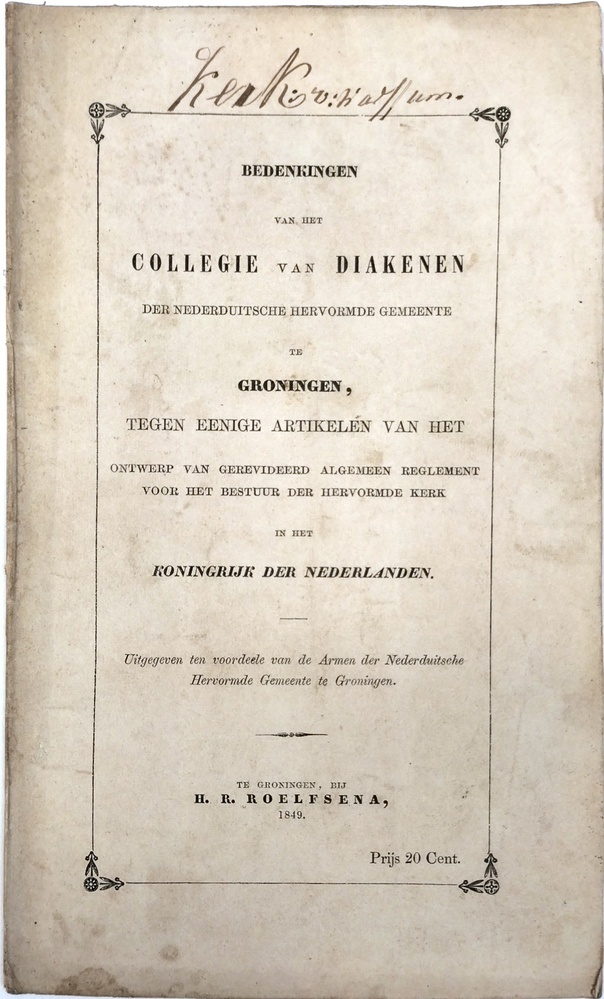 Kerk
BEDENKINGEN
VAN HET
COLLEGIE VAN DIAKENEN
DER NEDERDUITSCHE HERVORMDE GEMEENTE
TE
GRONINGEN,
TEGEN EENIGE ARTIKELEN VAN HET
ONTWERP VAN GEREVIDEERD ALGEMEEN REGLEMENT
VOOR HET BESTUUR DER HERVORMDE KERK
IN HET
KONINGRIJK DER NEDERLANDEN.
Uitgegeven ten voordeele van de Armen der Nederduitsche
Hervormde Gemeente te Groningen.
TE GRONINGEN, BIJ
H. R. ROELFSENA,
1849.
Prijs 20 Cent.